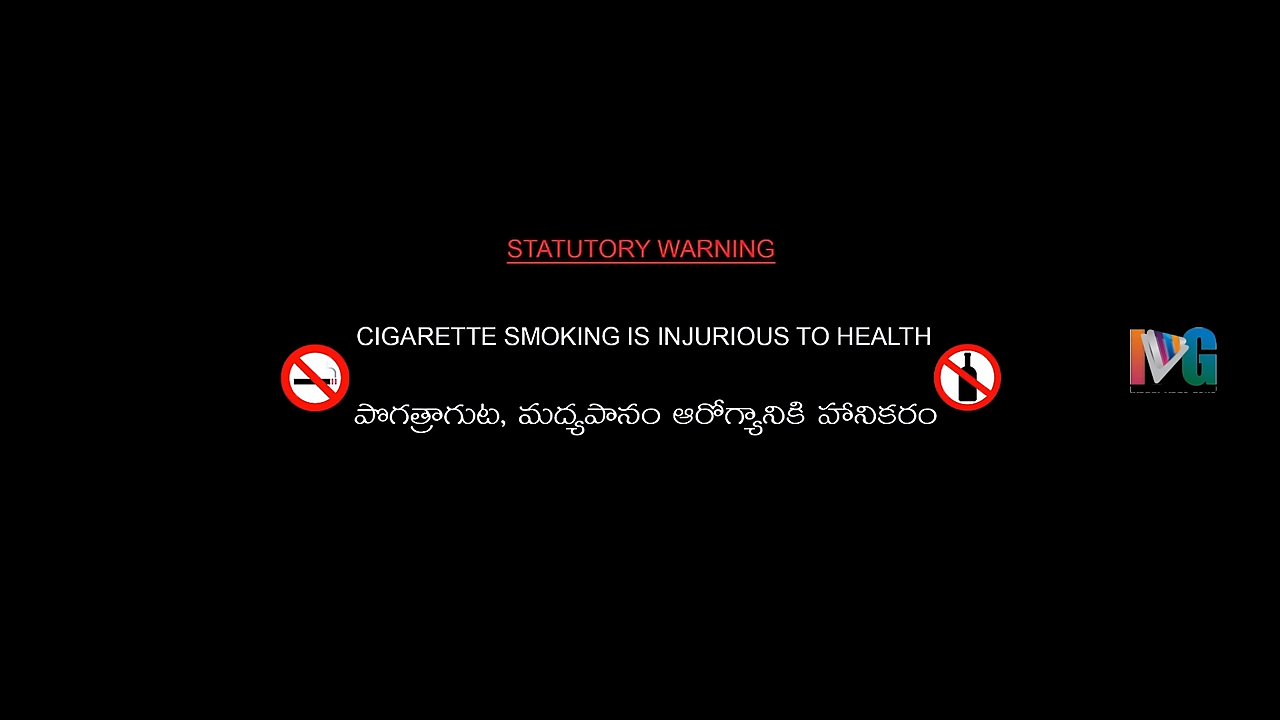 STATUTORY WARNING
CIGARETTE SMOKING IS INJURIOUS TO HEALTH
పొగత్రాగుట, మద్యపానం ఆరోగ్యానికి హానికరం